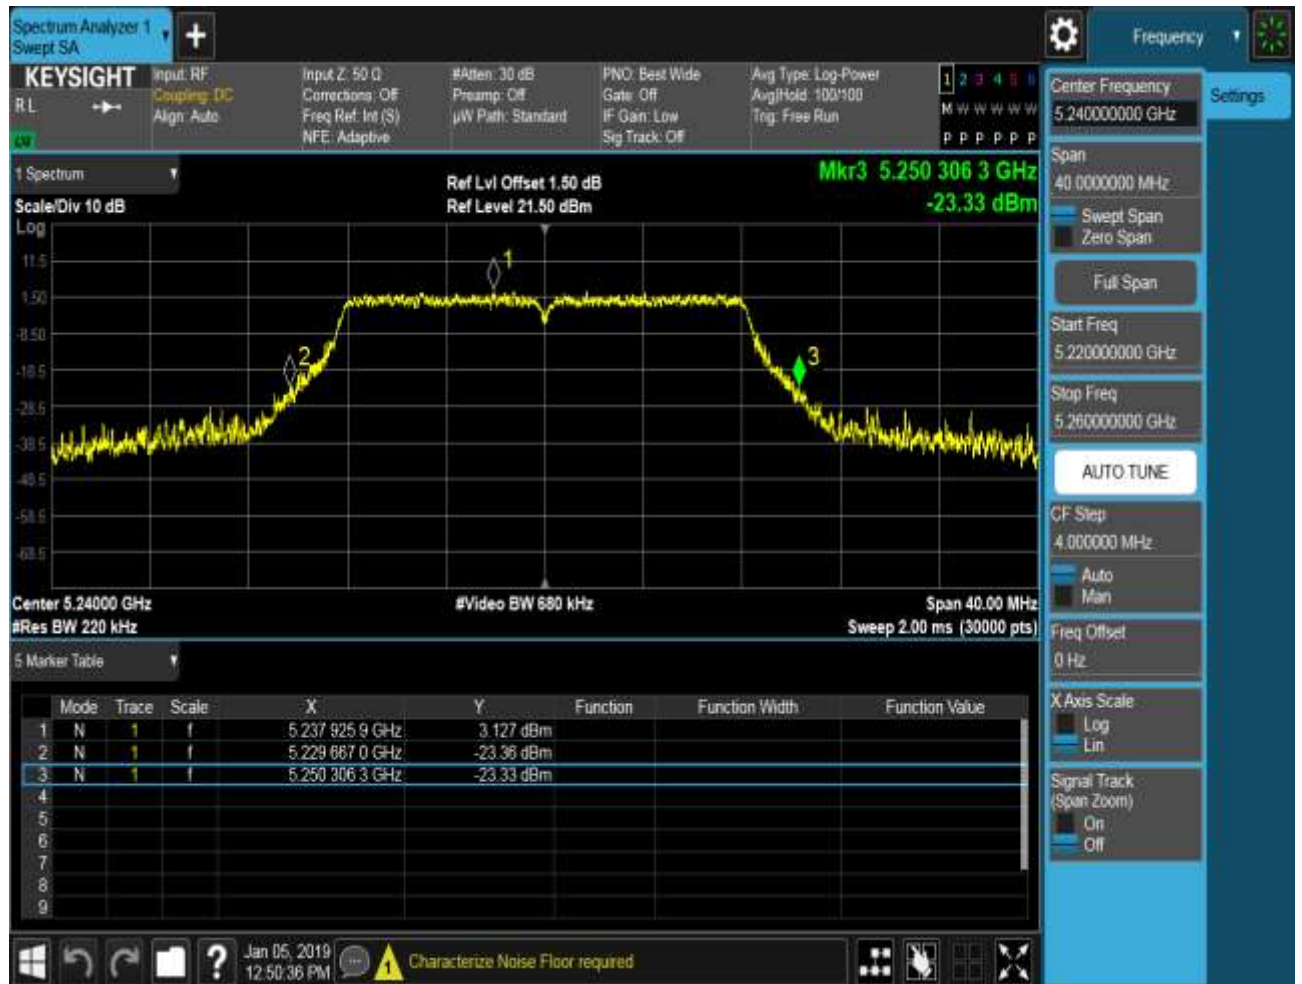 Spectrum Analyzer 1
Swept SA
+
Frequency
KEYSIGHT
RL
Input: RF
Coupling: DC
Align: Auto
Input Z: 50 Ω
Corrections: Off
Freq Ref: Int (S)
NFE: Adaptive
#Atten: 30 dB
Preamp: Off
µW Path: Standard
PNO: Best Wide
Gate: Off
IF Gain: Low
Sig Track: Off
Avg Type: Log-Power
Avg|Hold: 100/100
Trig: Free Run
1 2 3 4 5 6
M W W W W W
P P P P P P
1 Spectrum
Scale/Div 10 dB
Ref Lvl Offset 1.50 dB
Ref Level 21.50 dBm
Mkr3 5.250 306 3 GHz
-23.33 dBm
Log
11.5
1.50
-8.50
-18.5
-28.5
-38.5
-48.5
-58.5
-68.5
1
2
3
Center 5.24000 GHz
#Res BW 220 kHz
#Video BW 680 kHz
Span 40.00 MHz
Sweep 2.00 ms (30000 pts)
5 Marker Table
Mode Trace Scale X Y Function Function Width Function Value
1 N 1 f 5.237 925 9 GHz 3.127 dBm
2 N 1 f 5.229 667 0 GHz -23.36 dBm
3 N 1 f 5.250 306 3 GHz -23.33 dBm
4
5
6
7
8
9
Jan 05, 2019
12:50:36 PM
?
1
Characterize Noise Floor required
Settings
Center Frequency
5.240000000 GHz
Span
40.0000000 MHz
Swept Span
Zero Span
Full Span
Start Freq
5.220000000 GHz
Stop Freq
5.260000000 GHz
AUTO TUNE
CF Step
4.000000 MHz
Auto
Man
Freq Offset
0 Hz
X Axis Scale
Log
Lin
Signal Track
(Span Zoom)
On
Off